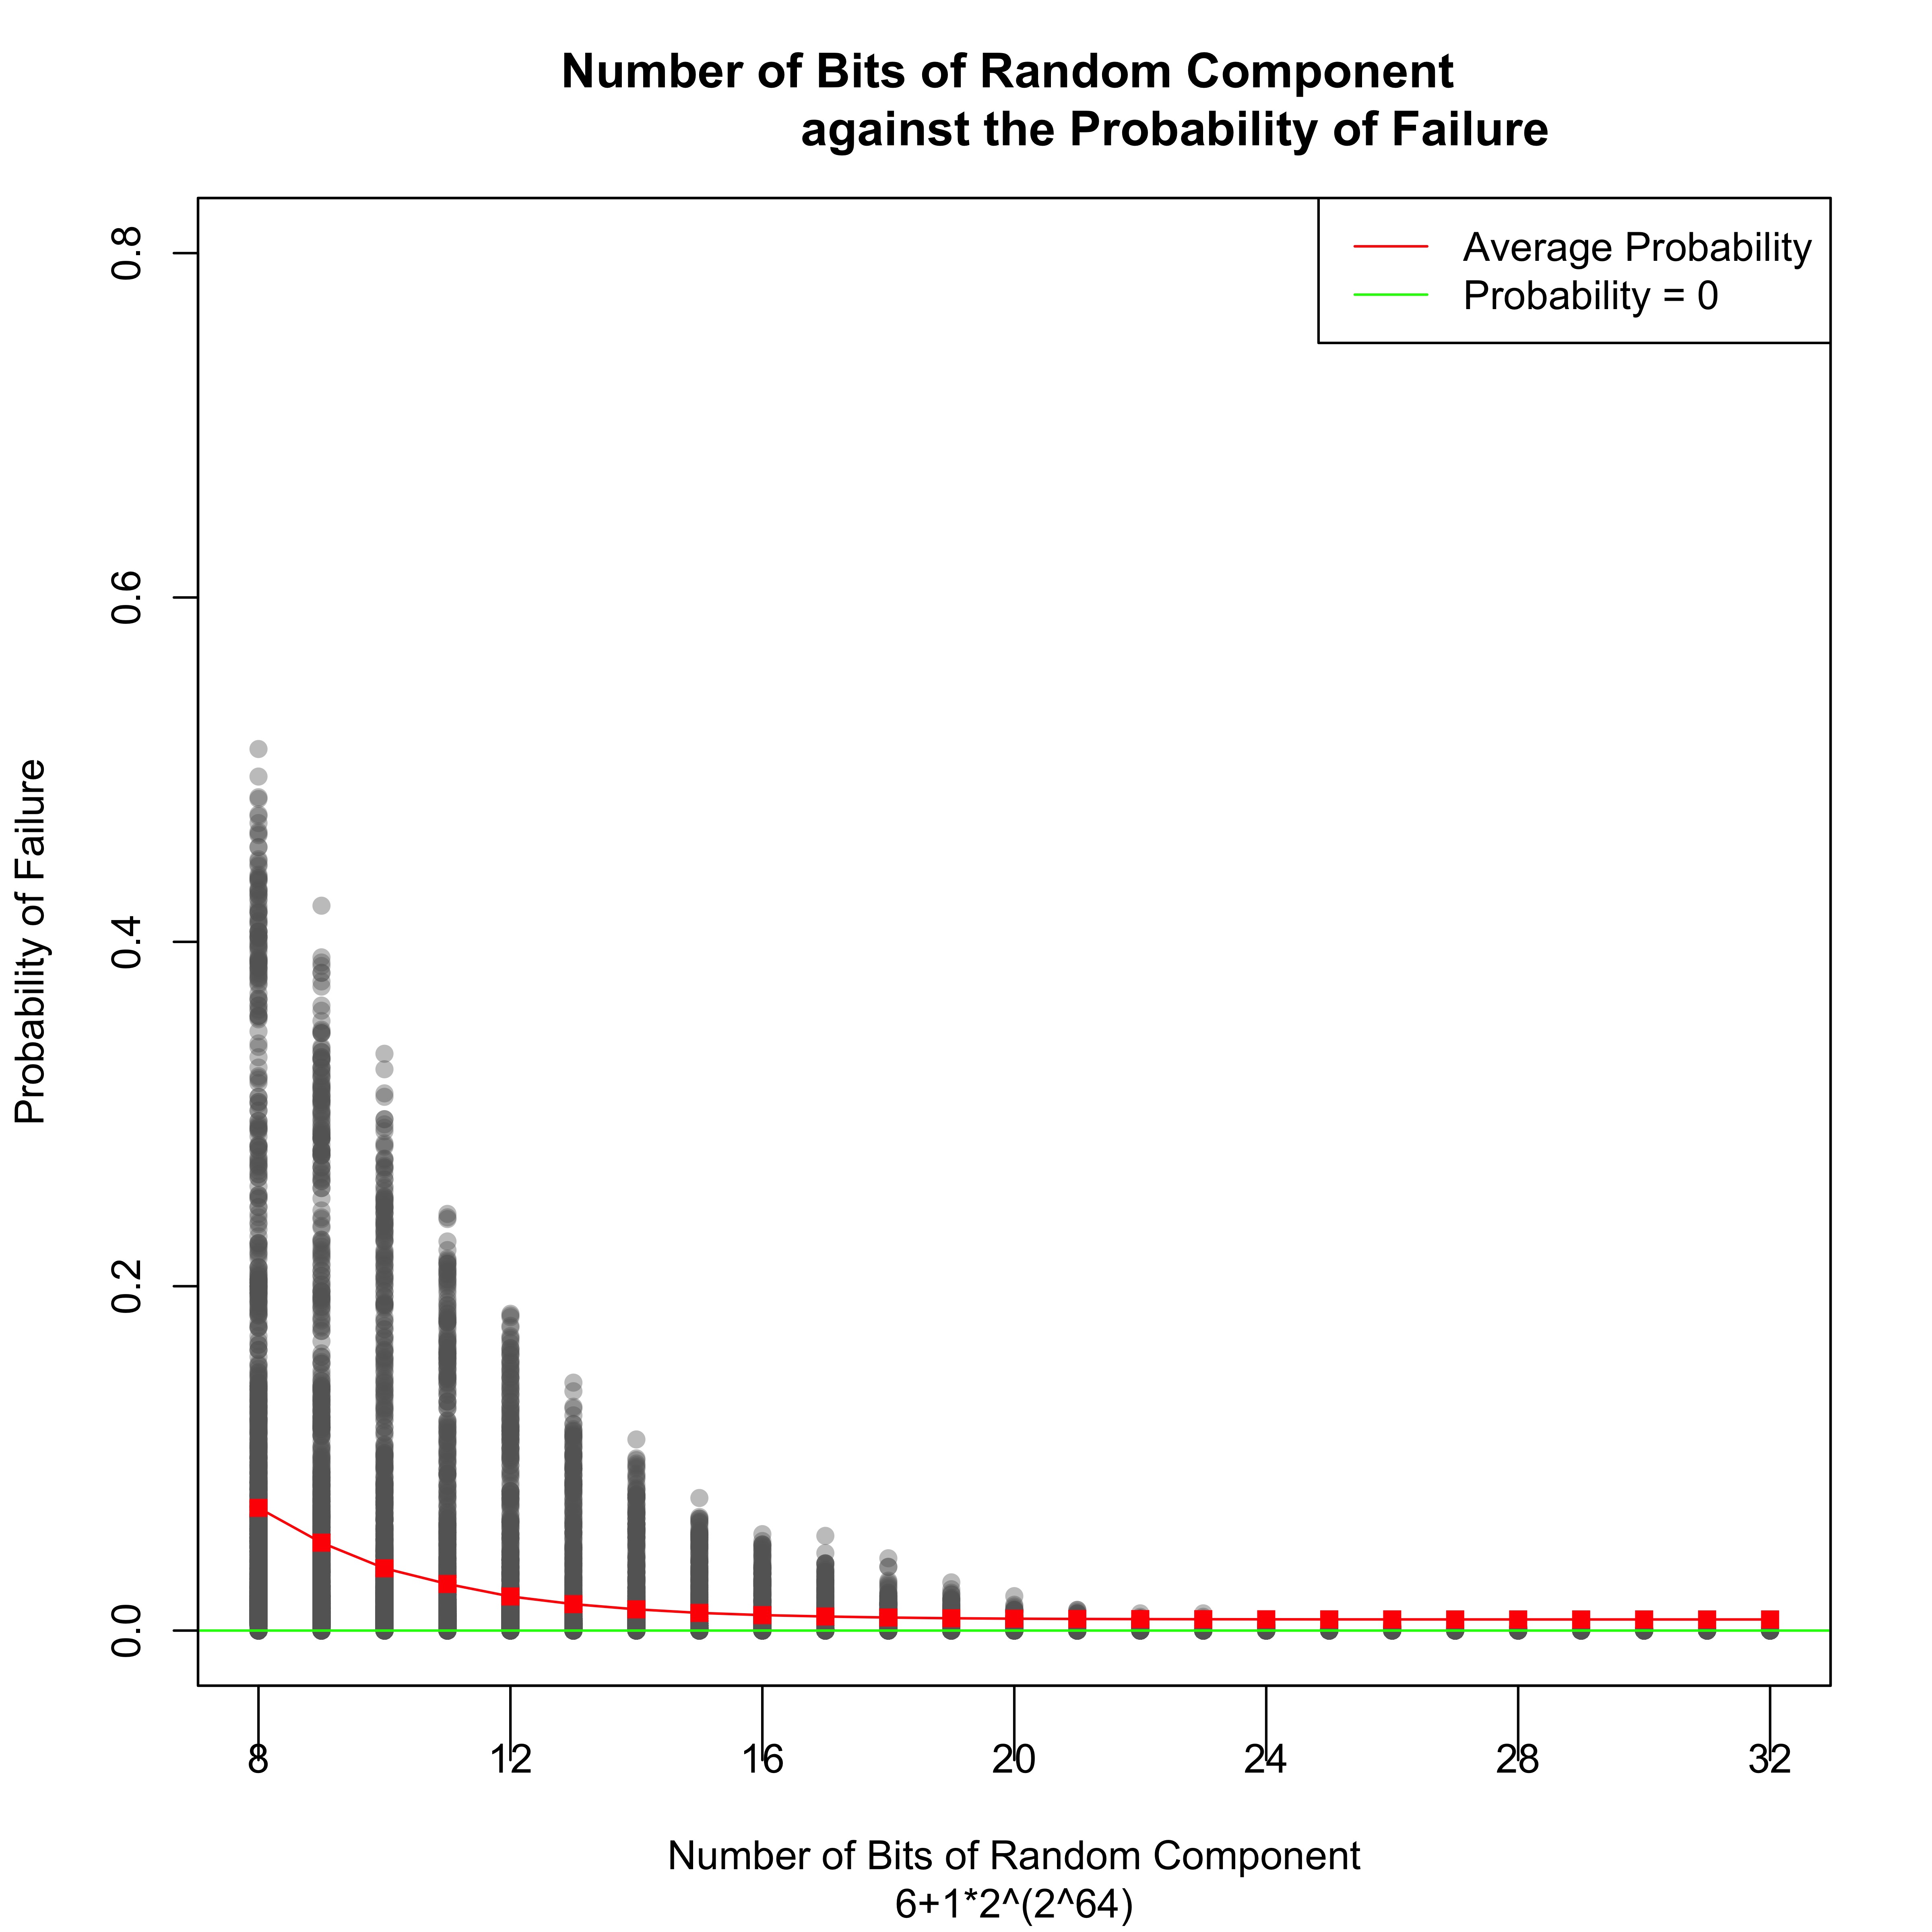 Number of Bits of Random Component
against the Probability of Failure
Average Probability
Probability = 0
0.8
0.6
0.4
0.2
0.0
Probability of Failure
8 12 16 20 24 28 32
Number of Bits of Random Component
6+1*2^(2^64)